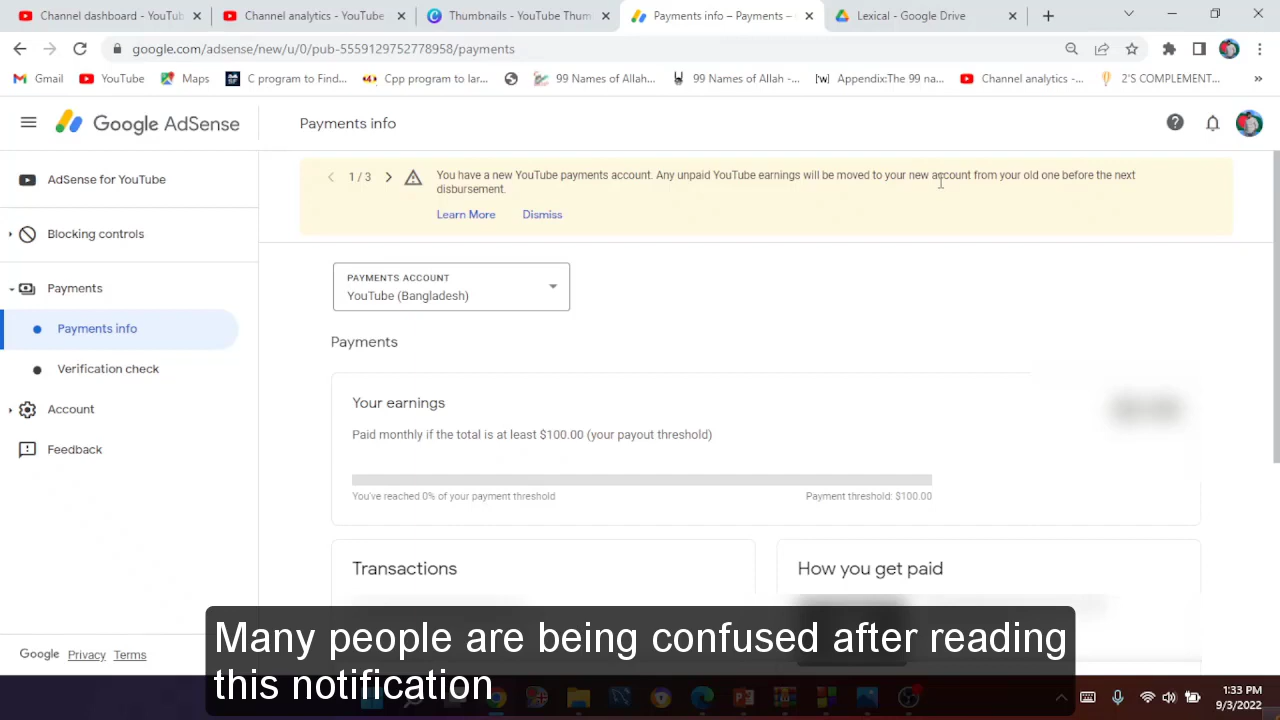 Channel dashboard - YouTub
Channel analytics - YouTube
Thumbnails - YouTube Thum
Payments info – Payments –
Lexical - Google Drive
google.com/adsense/new/u/0/pub-5559129752778958/payments
Gmail
YouTube
Maps
C program to Find...
Cpp program to lar...
99 Names of Allah...
99 Names of Allah -...
[w] Appendix:The 99 na...
Channel analytics -...
2'S COMPLEMENT...
Google AdSense
Payments info
AdSense for YouTube
Blocking controls
Payments
Payments info
Verification check
Account
Feedback
Google Privacy Terms
1 / 3
You have a new YouTube payments account. Any unpaid YouTube earnings will be moved to your new account from your old one before the next
disbursement.
Learn More Dismiss
PAYMENTS ACCOUNT
YouTube (Bangladesh)
Payments
Your earnings
Paid monthly if the total is at least $100.00 (your payout threshold)
You've reached 0% of your payment threshold
Payment threshold: $100.00
Transactions
How you get paid
Many people are being confused after reading
this notification
1:33 PM
9/3/2022